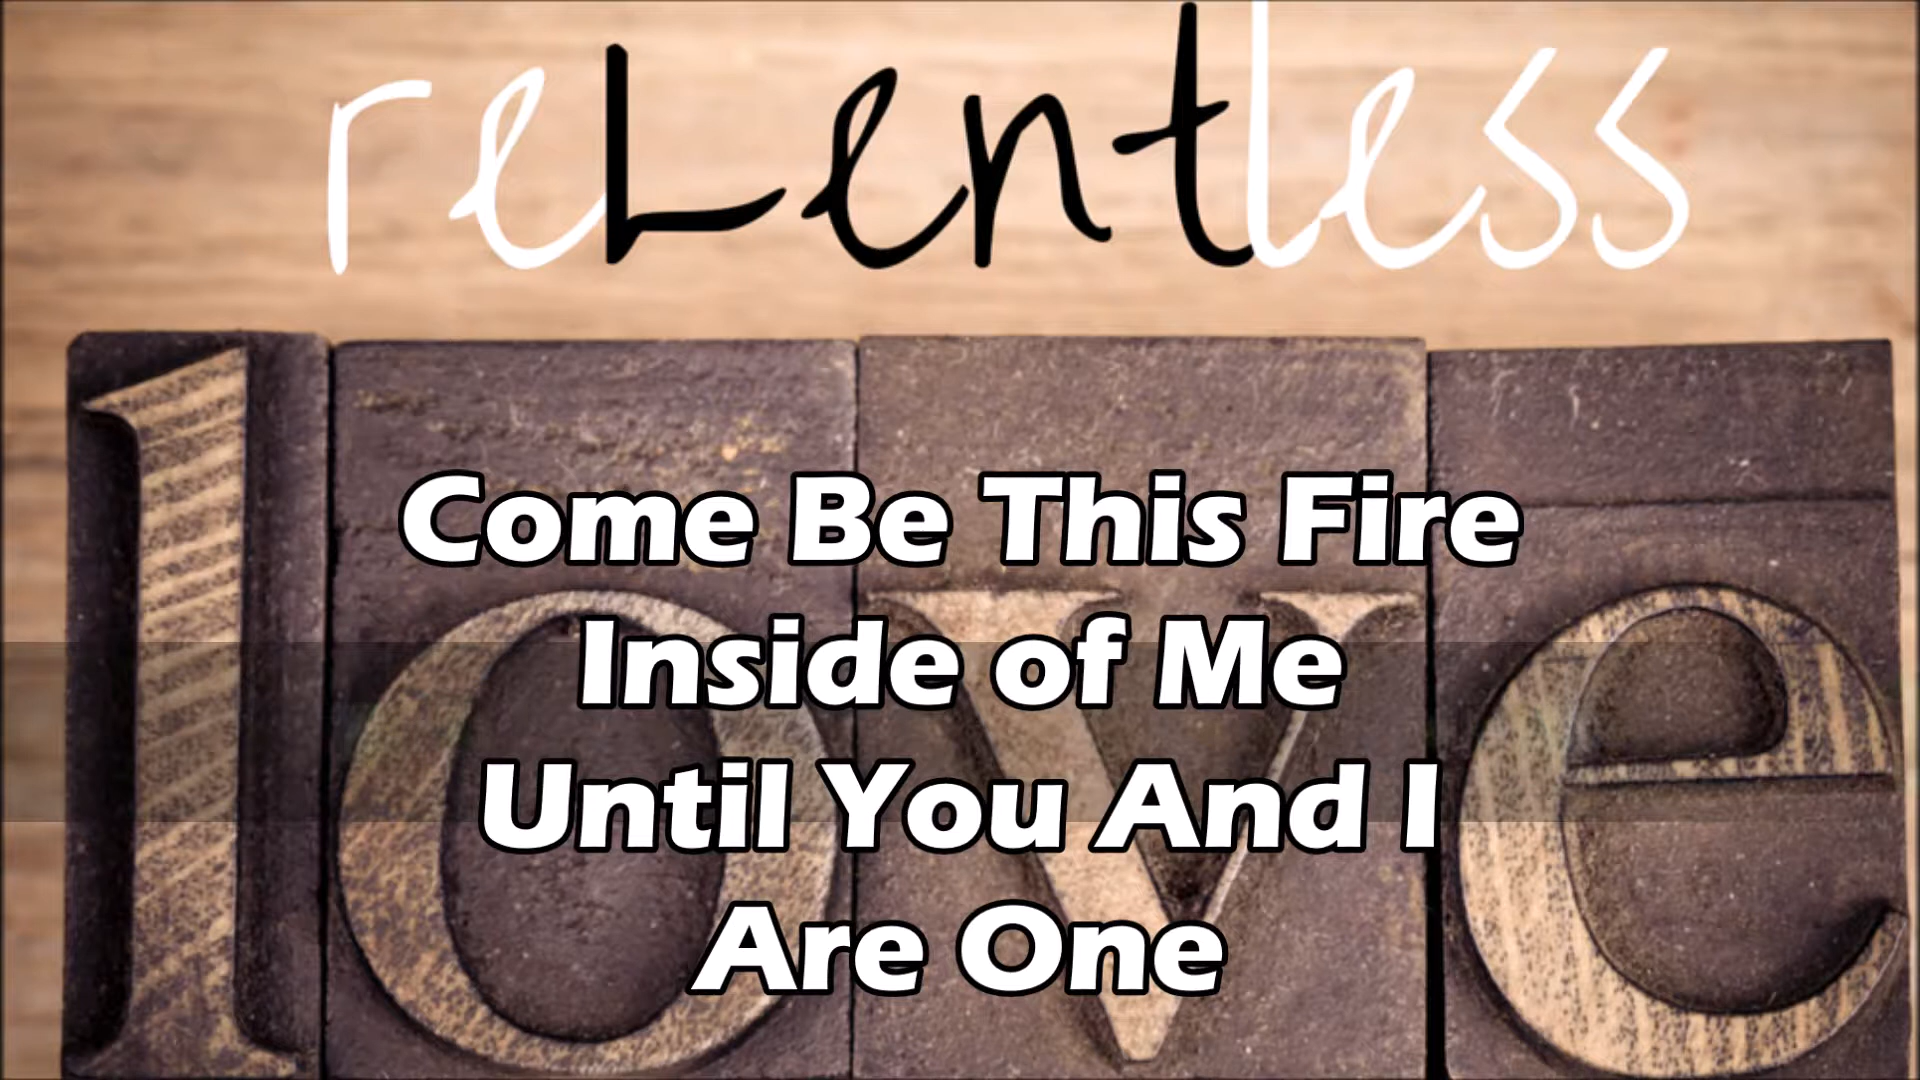 reLentless
love
Come Be This Fire
Inside of Me
Until You And I
Are One